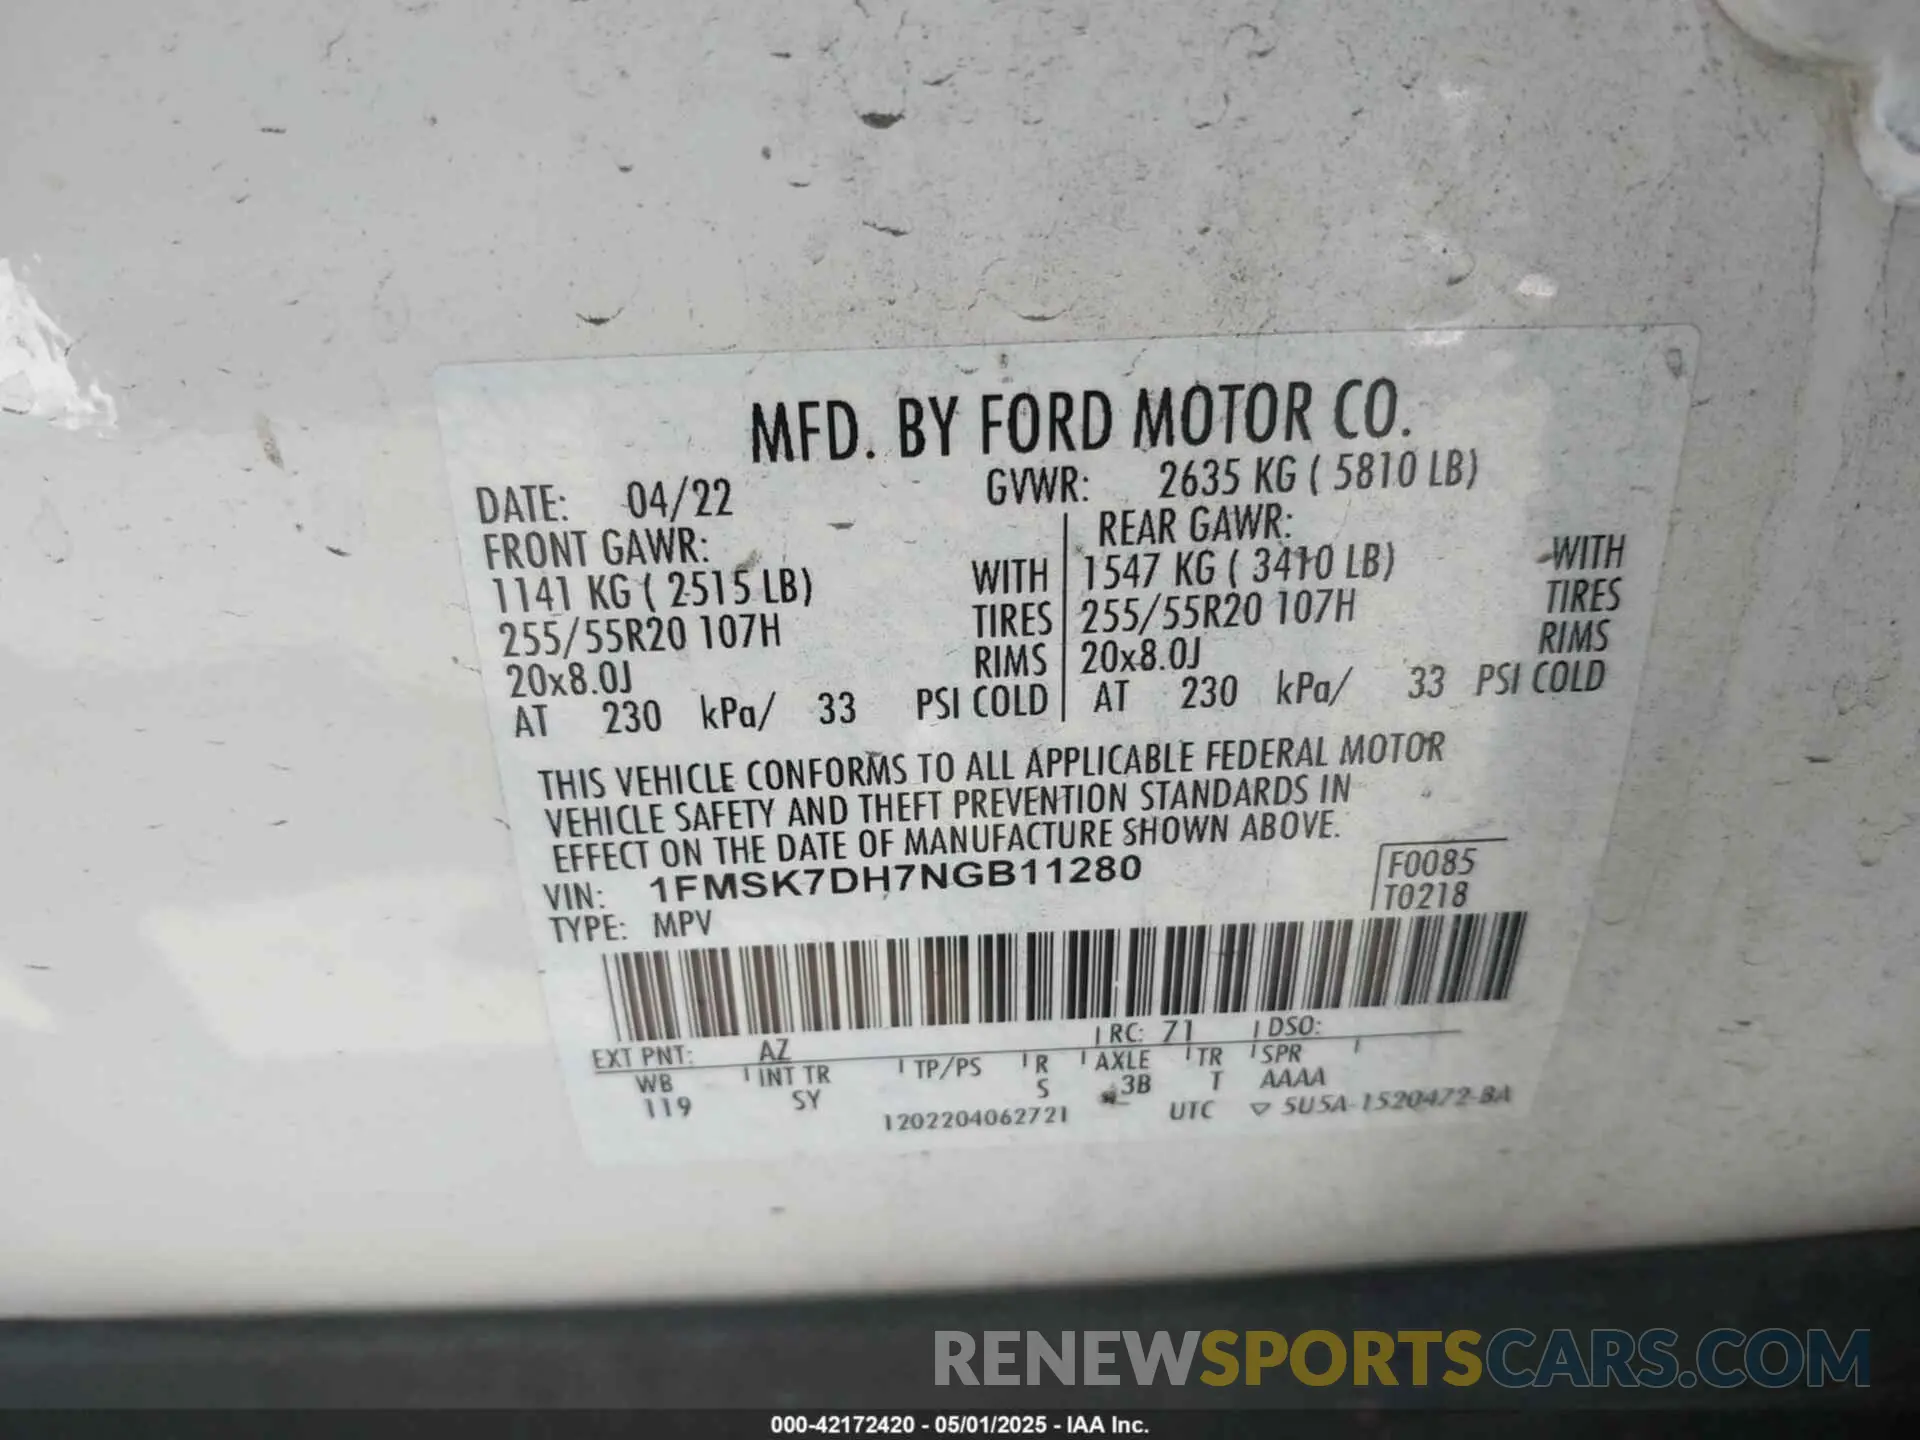 MFD. BY FORD MOTOR CO.
DATE: 04/22 GVWR: 2635 KG ( 5810 LB)
FRONT GAWR: REAR GAWR:
1141 KG ( 2515 LB) WITH 1547 KG ( 3410 LB) WITH
255/55R20 107H TIRES 255/55R20 107H TIRES
20x8.0J RIMS 20x8.0J RIMS
AT 230 kPa/ 33 PSI COLD AT 230 kPa/ 33 PSI COLD
THIS VEHICLE CONFORMS TO ALL APPLICABLE FEDERAL MOTOR
VEHICLE SAFETY AND THEFT PREVENTION STANDARDS IN
EFFECT ON THE DATE OF MANUFACTURE SHOWN ABOVE.
VIN: 1FMSK7DH7NGB11280 F0085
TYPE: MPV T0218
EXT PNT: AZ RC: 71 DSO:
WB INT TR TP/PS R AXLE TR SPR
119 SY S 3B T AAAA
1202204062721 UTC ▽ 5U5A-1520472-BA
RENEWSPORTSCARS.COM
000-42172420 - 05/01/2025 - IAA Inc.